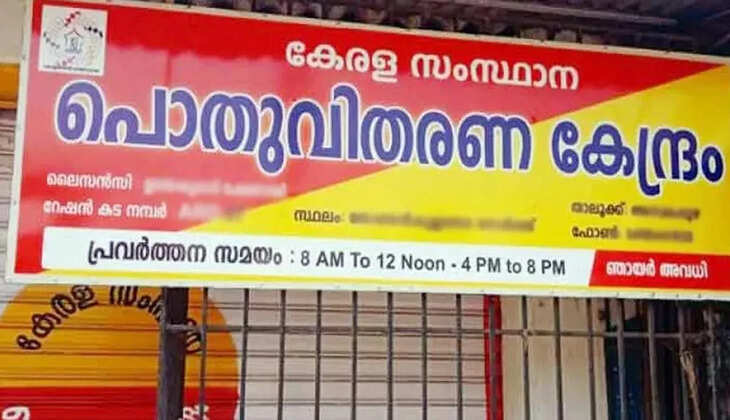 കേരള സംസ്ഥാന
പൊതുവിതരണ കേന്ദ്രം
ലൈസൻസി
റേഷൻ കട നമ്പർ
സ്ഥലം:
താലൂക്ക്:
ഫോൺ:
പ്രവർത്തന സമയം : 8 AM To 12 Noon - 4 PM to 8 PM
ഞായർ അവധി
കേരള